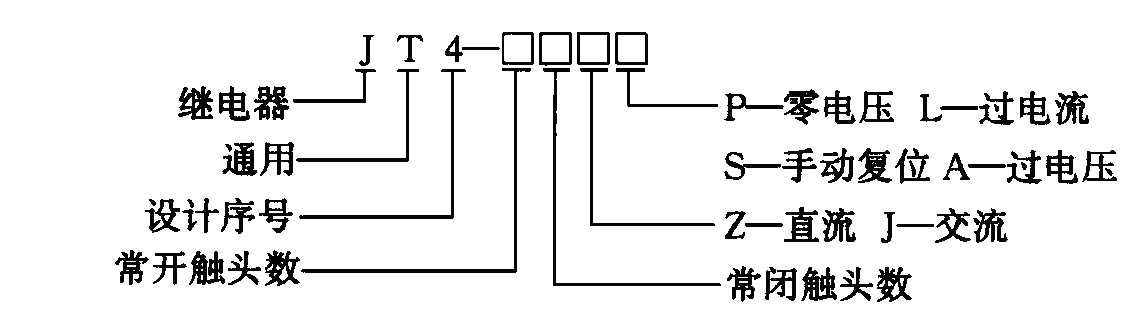 JT4—□□□□
继电器
P—零电压 L—过电流
通用
S—手动复位 A—过电压
设计序号
Z—直流 J—交流
常开触头数
常闭触头数